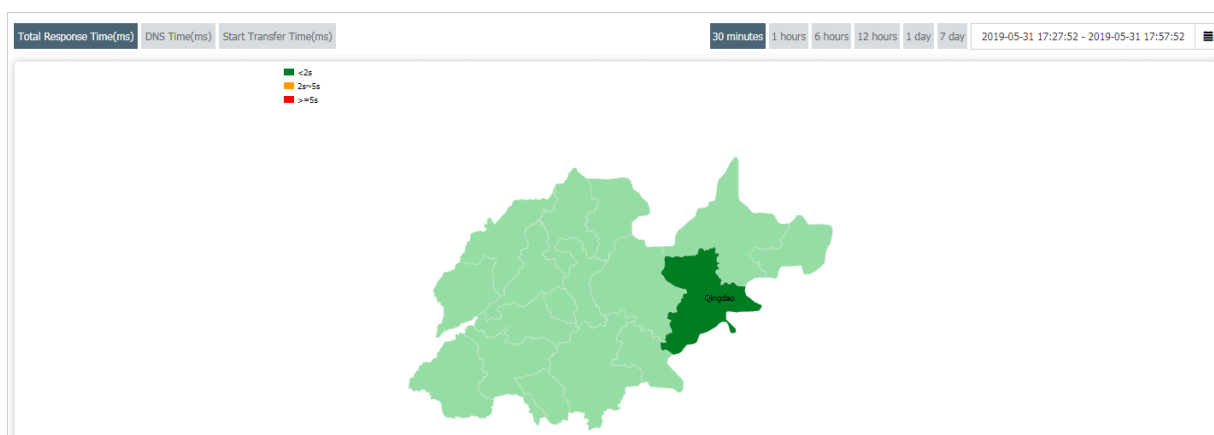 Total Response Time(ms) DNS Time(ms) Start Transfer Time(ms) 30 minutes 1 hours 6 hours 12 hours 1 day 7 day 2019-05-31 17:27:52 - 2019-05-31 17:57:52
<2s
2s~5s
>=5s
Qingdao